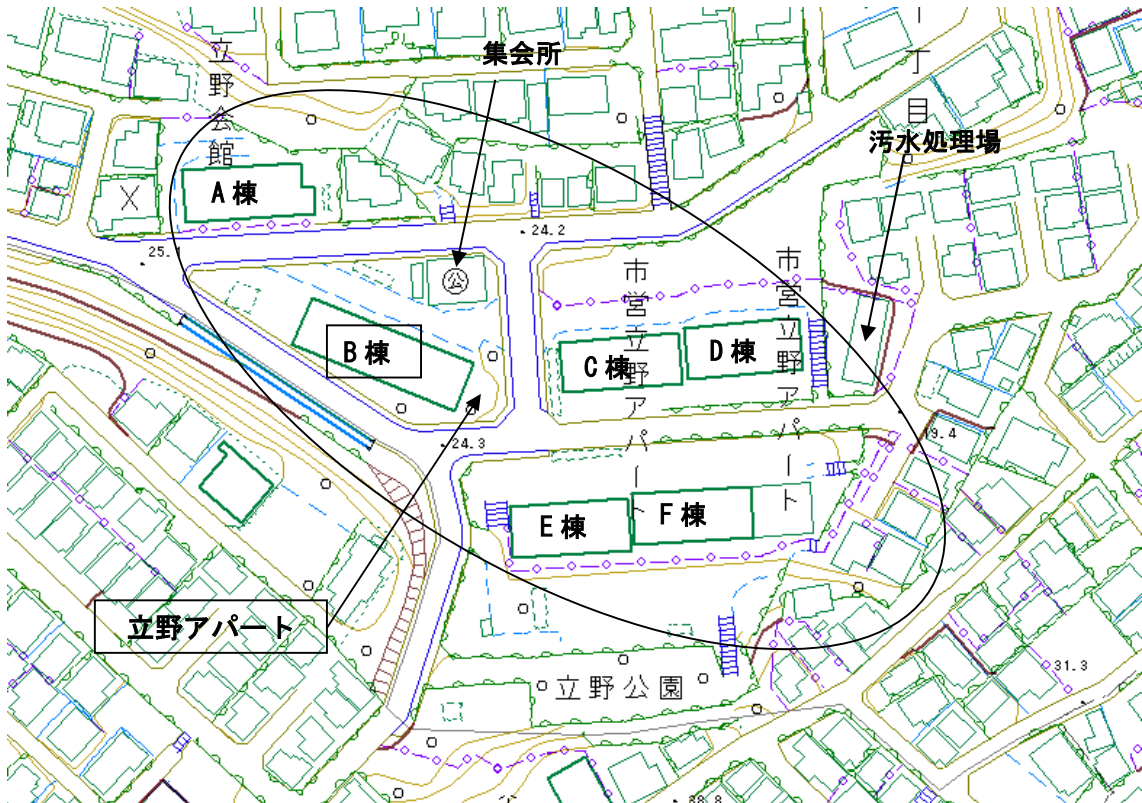 集会所
立野会館
一丁目
汚水処理場
A棟
24.2
25.
公
市営立野アパート
市営立野アパート
B棟
C棟
D棟
24.3
19.4
E棟
F棟
立野アパート
立野公園
31.3